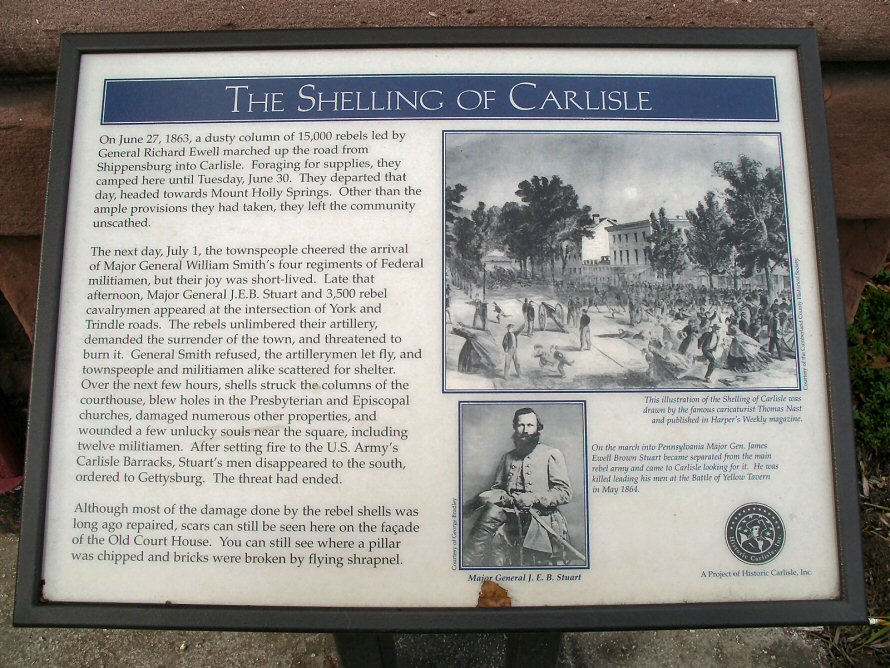 THE SHELLING OF CARLISLE
On June 27, 1863, a dusty column of 15,000 rebels led by
General Richard Ewell marched up the road from
Shippensburg into Carlisle. Foraging for supplies, they
camped here until Tuesday, June 30. They departed that
day, headed towards Mount Holly Springs. Other than the
ample provisions they had taken, they left the community
unscathed.
The next day, July 1, the townspeople cheered the arrival
of Major General William Smith's four regiments of Federal
militiamen, but their joy was short-lived. Late that
afternoon, Major General J.E.B. Stuart and 3,500 rebel
cavalrymen appeared at the intersection of York and
Trindle roads. The rebels unlimbered their artillery,
demanded the surrender of the town, and threatened to
burn it. General Smith refused, the artillerymen let fly, and
townspeople and militiamen alike scattered for shelter.
Over the next few hours, shells struck the columns of the
courthouse, blew holes in the Presbyterian and Episcopal
churches, damaged numerous other properties, and
wounded a few unlucky souls near the square, including
twelve militiamen. After setting fire to the U.S. Army's
Carlisle Barracks, Stuart's men disappeared to the south,
ordered to Gettysburg. The threat had ended.
Although most of the damage done by the rebel shells was
long ago repaired, scars can still be seen here on the façade
of the Old Court House. You can still see where a pillar
was chipped and bricks were broken by flying shrapnel.
Courtesy of the Cumberland County Historical Society
This illustration of the Shelling of Carlisle was
drawn by the famous caricaturist Thomas Nast
and published in Harper's Weekly magazine.
Courtesy of George Brodley
Major General J. E. B. Stuart
On the march into Pennsylvania Major Gen. James
Ewell Brown Stuart became separated from the main
rebel army and came to Carlisle looking for it. He was
killed leading his men at the Battle of Yellow Tavern
in May 1864.
Historic Carlisle, Inc.
A Project of Historic Carlisle, Inc.